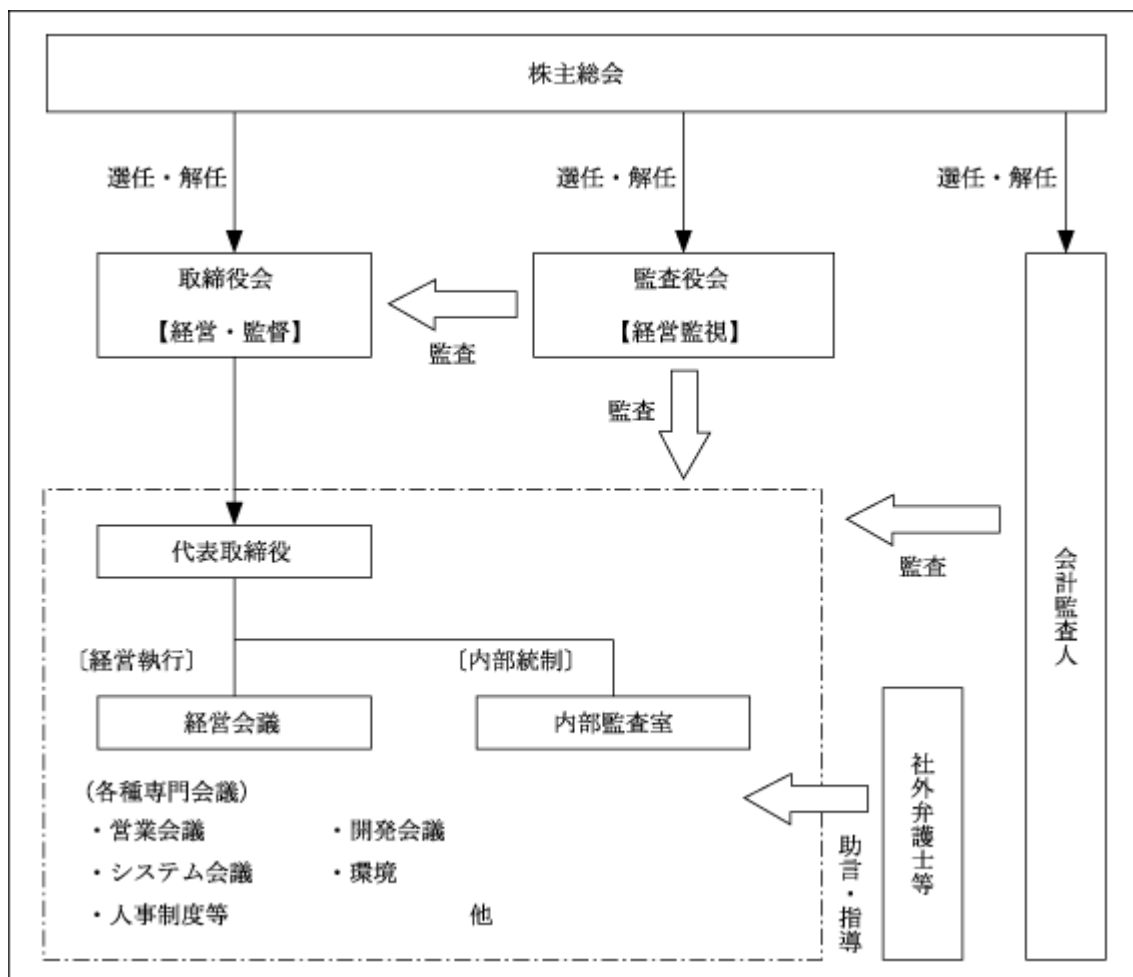 株主総会
選任・解任
選任・解任
選任・解任
取締役会
【経営・監督】
監査役会
【経営監視】
監査
監査
代表取締役
監査
会計監査人
〔経営執行〕
〔内部統制〕
経営会議
内部監査室
社外弁護士等
助言・指導
(各種専門会議)
・営業会議
・開発会議
・システム会議
・環境
・人事制度等
他